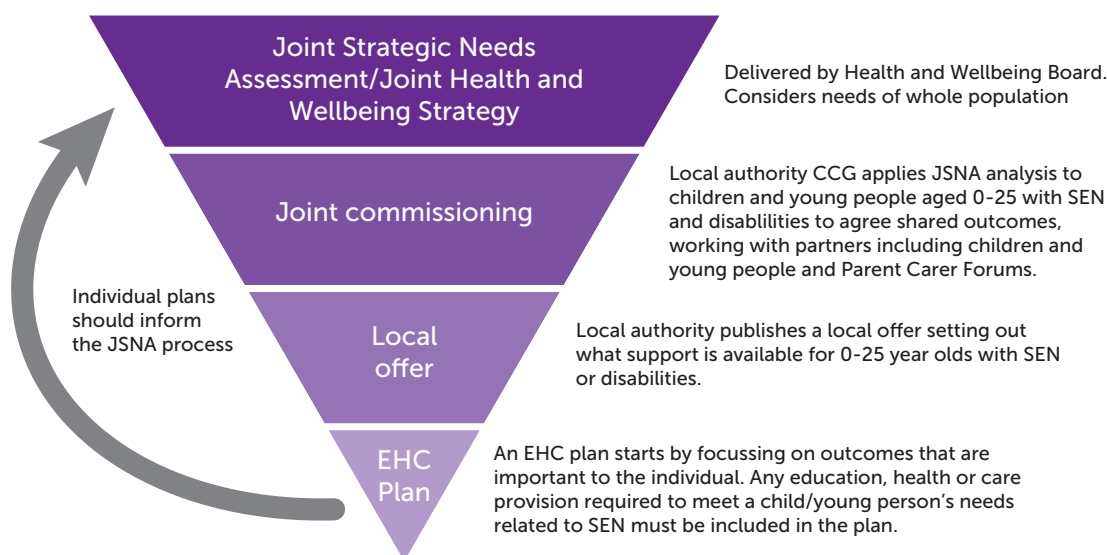 Joint Strategic Needs
Assessment/Joint Health and
Wellbeing Strategy
Delivered by Health and Wellbeing Board.
Considers needs of whole population
Joint commissioning
Local authority CCG applies JSNA analysis to
children and young people aged 0-25 with SEN
and disablilities to agree shared outcomes,
working with partners including children and
young people and Parent Carer Forums.
Individual plans
should inform
the JSNA process
Local
offer
Local authority publishes a local offer setting out
what support is available for 0-25 year olds with SEN
or disabilities.
EHC
Plan
An EHC plan starts by focussing on outcomes that are
important to the individual. Any education, health or care
provision required to meet a child/young person’s needs
related to SEN must be included in the plan.